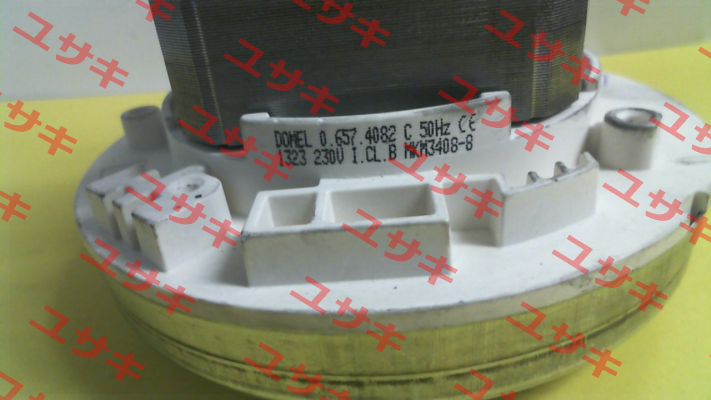 DOMEL 0.657.4082 C 50Hz CE
1323 230V I.CL.B MKM3408-8
ユサキ